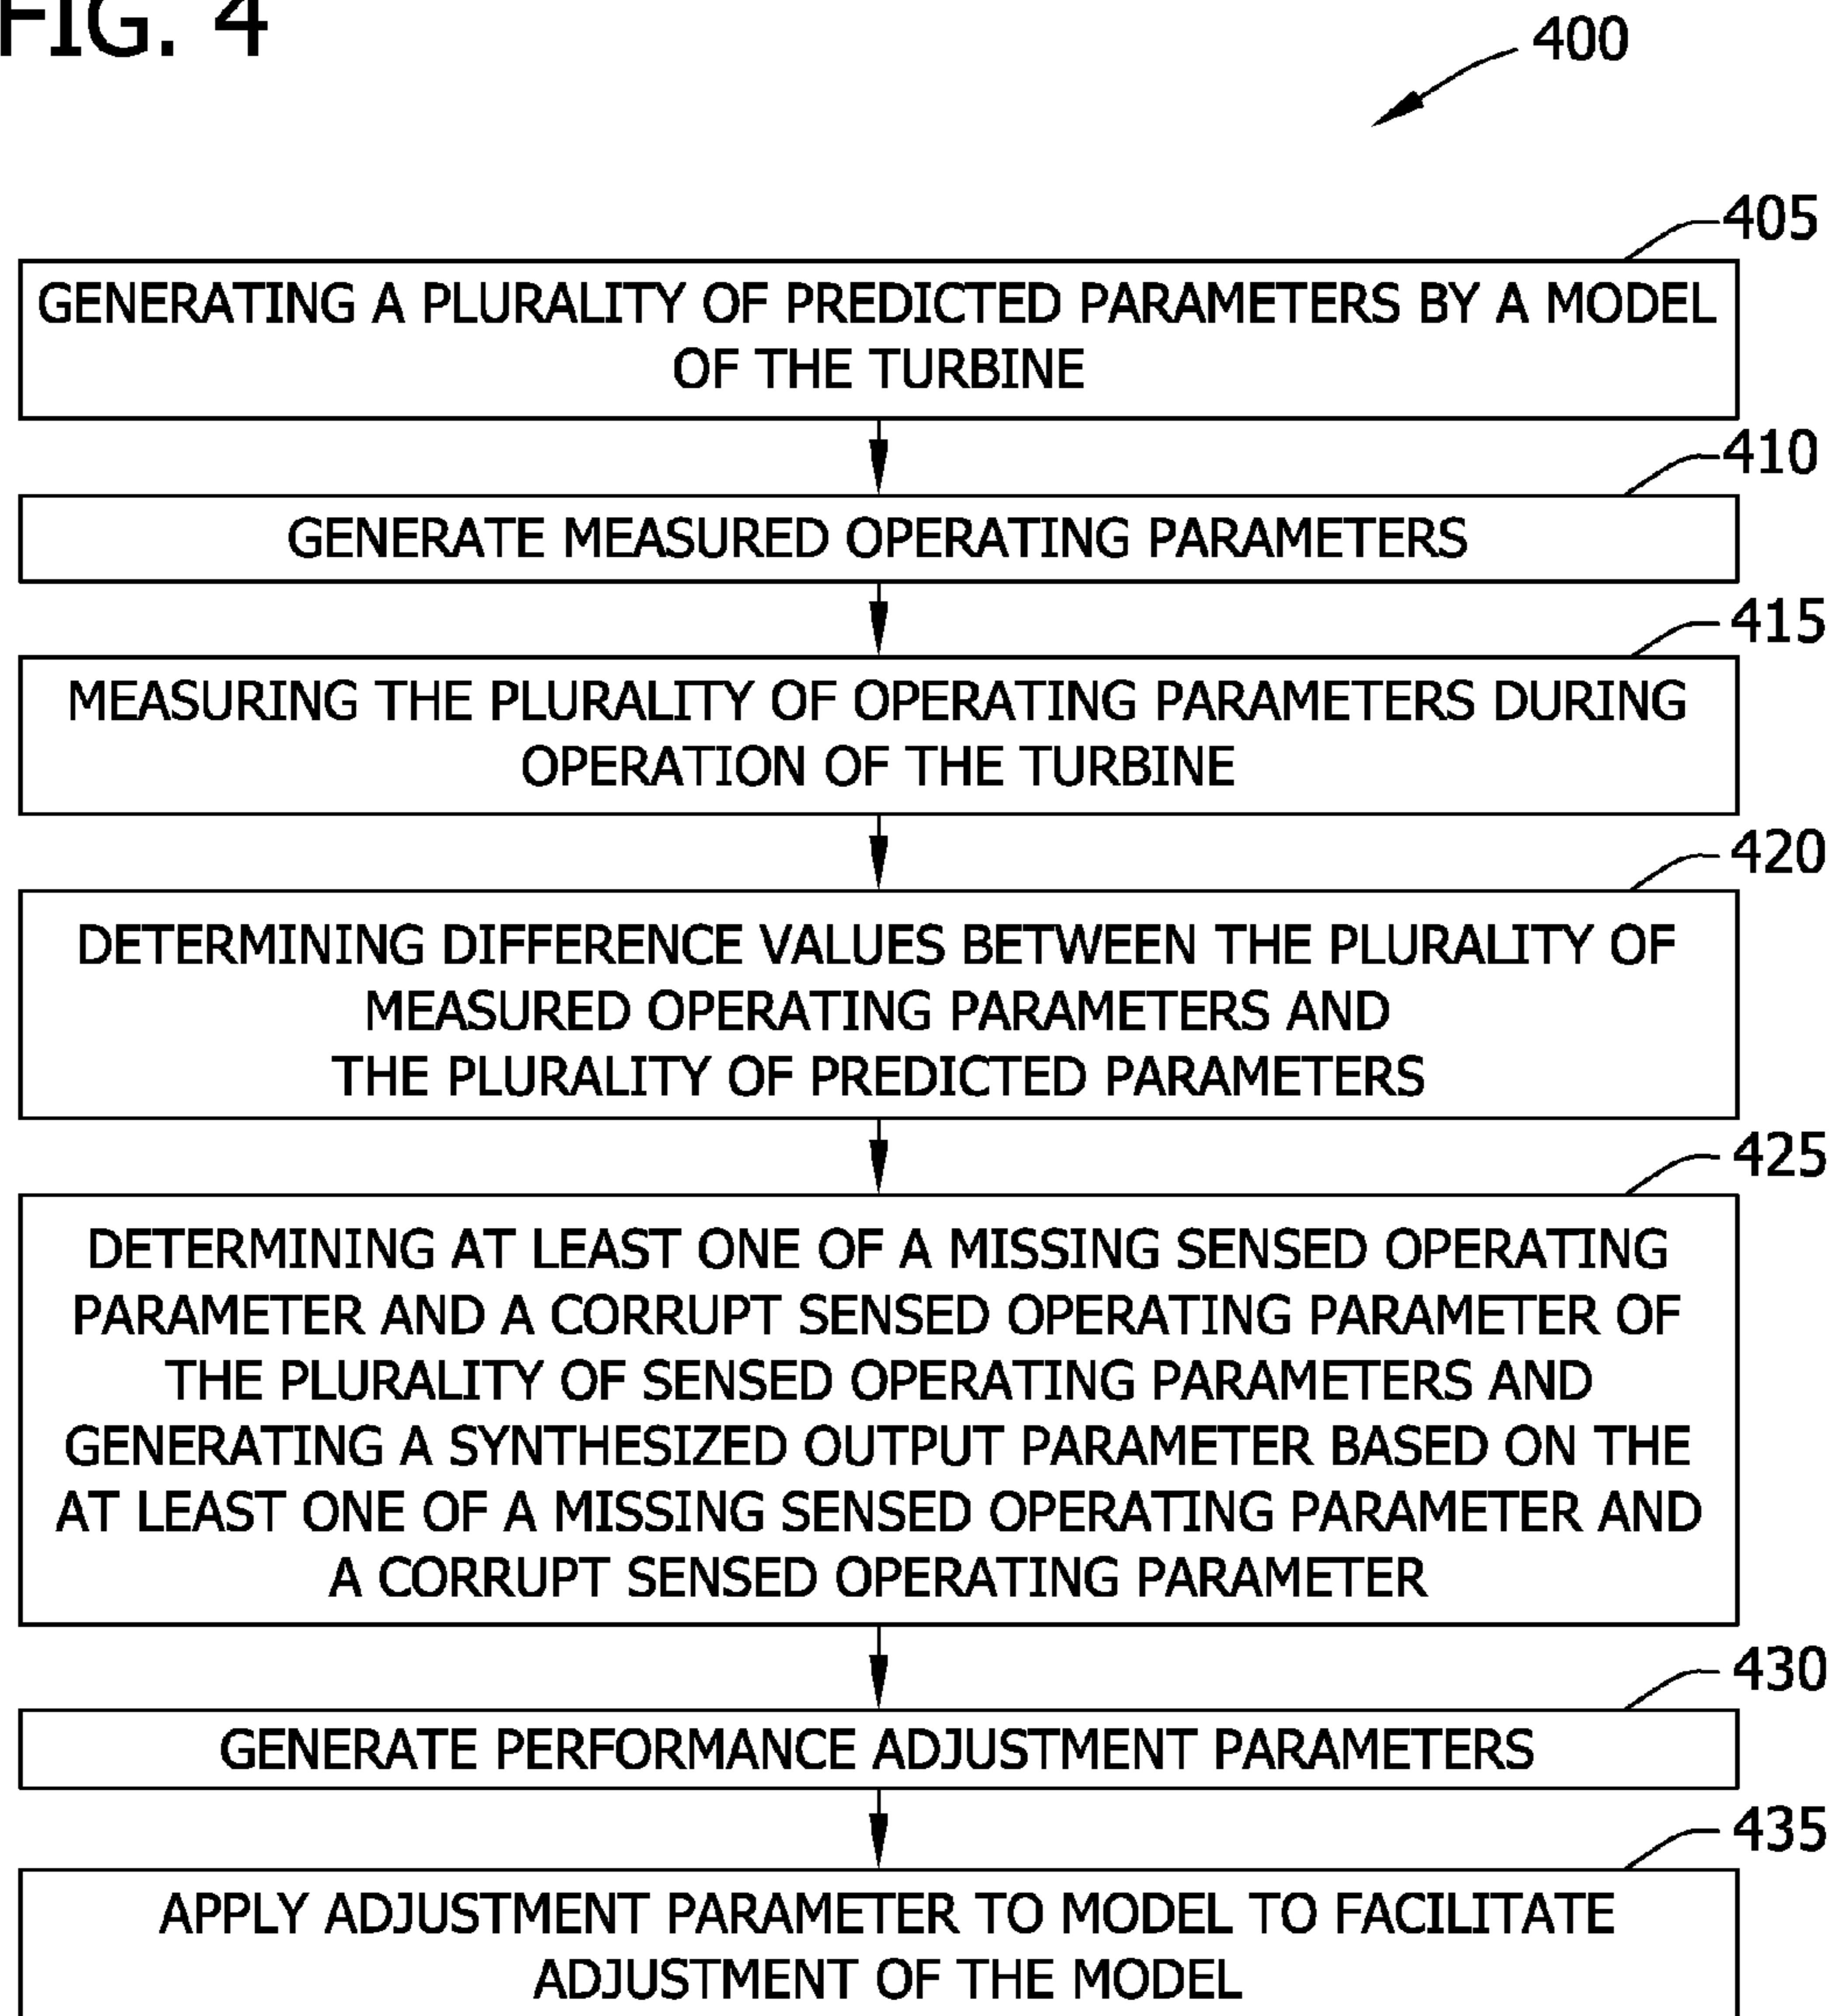 FIG. 4
400
405
GENERATING A PLURALITY OF PREDICTED PARAMETERS BY A MODEL
OF THE TURBINE
410
GENERATE MEASURED OPERATING PARAMETERS
415
MEASURING THE PLURALITY OF OPERATING PARAMETERS DURING
OPERATION OF THE TURBINE
420
DETERMINING DIFFERENCE VALUES BETWEEN THE PLURALITY OF
MEASURED OPERATING PARAMETERS AND
THE PLURALITY OF PREDICTED PARAMETERS
425
DETERMINING AT LEAST ONE OF A MISSING SENSED OPERATING
PARAMETER AND A CORRUPT SENSED OPERATING PARAMETER OF
THE PLURALITY OF SENSED OPERATING PARAMETERS AND
GENERATING A SYNTHESIZED OUTPUT PARAMETER BASED ON THE
AT LEAST ONE OF A MISSING SENSED OPERATING PARAMETER AND
A CORRUPT SENSED OPERATING PARAMETER
430
GENERATE PERFORMANCE ADJUSTMENT PARAMETERS
435
APPLY ADJUSTMENT PARAMETER TO MODEL TO FACILITATE
ADJUSTMENT OF THE MODEL